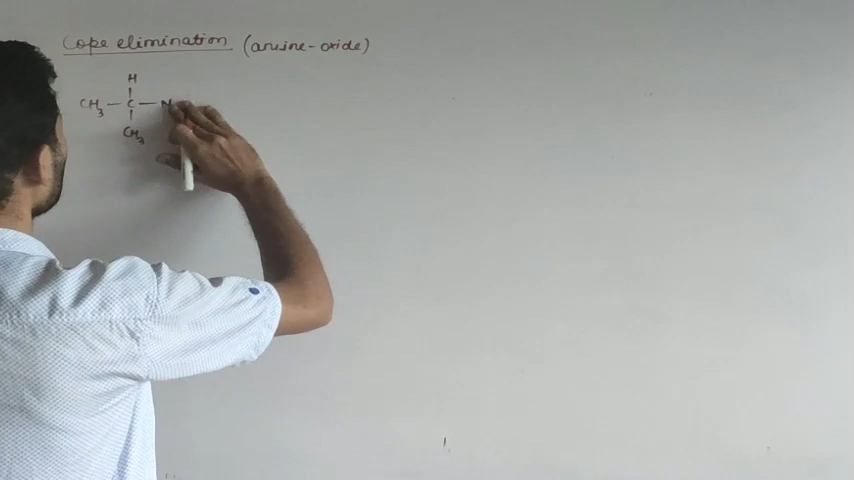 Cope elimination (amine-oxide)
H
CH3 — C — N
CH3